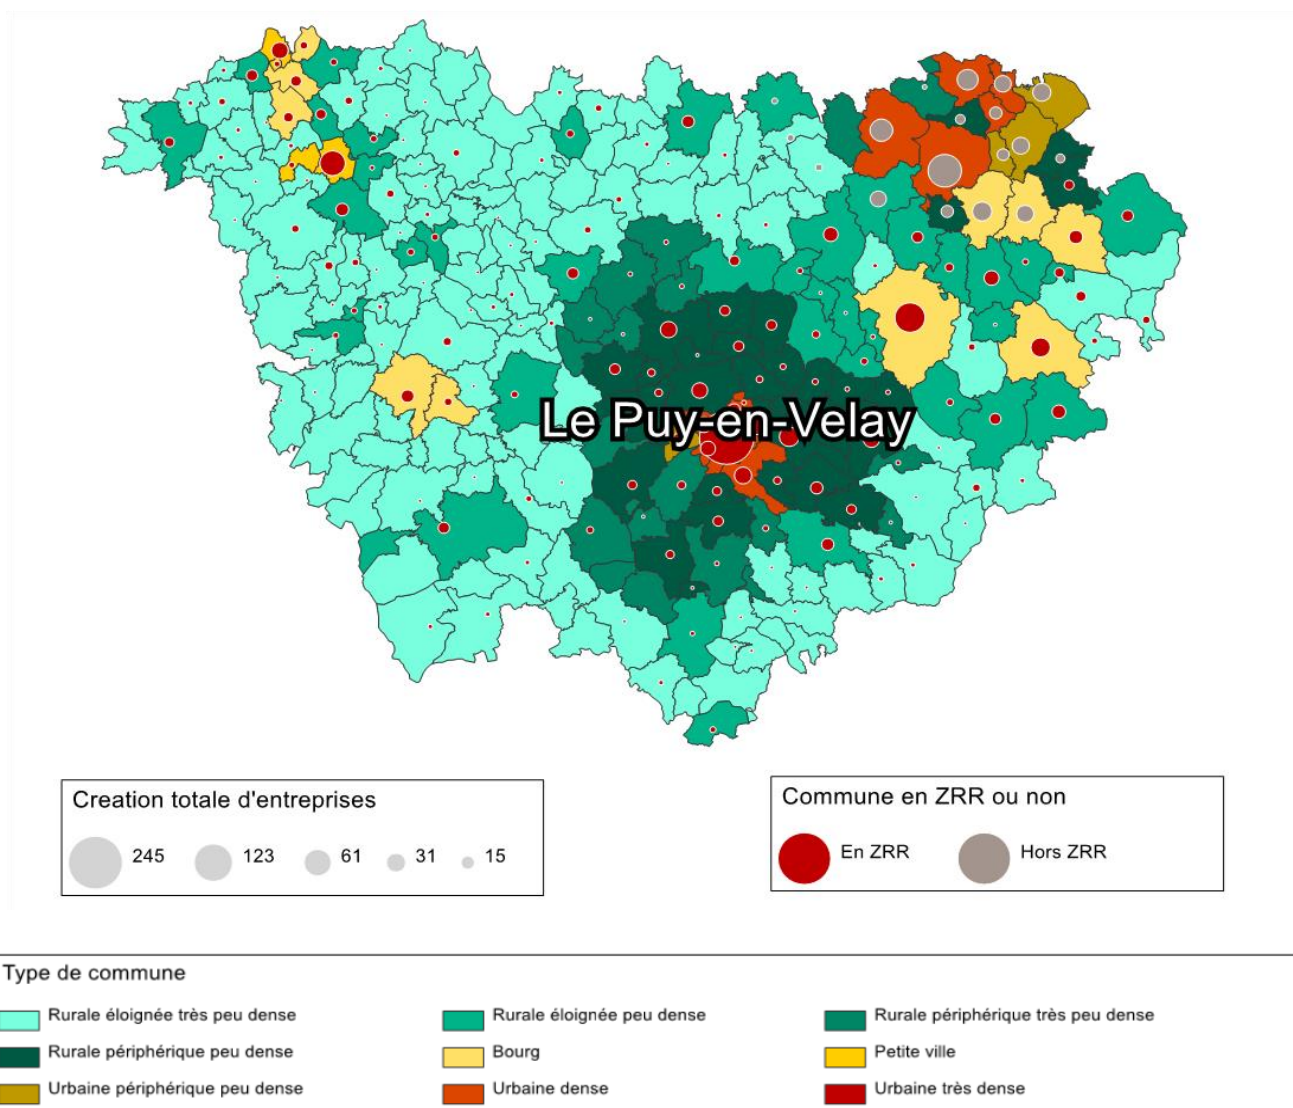 Le Puy-en-Velay
Creation totale d'entreprises
245 123 61 31 15
Commune en ZRR ou non
En ZRR Hors ZRR
Type de commune
Rurale éloignée très peu dense Rurale éloignée peu dense Rurale périphérique très peu dense
Rurale périphérique peu dense Bourg Petite ville
Urbaine périphérique peu dense Urbaine dense Urbaine très dense